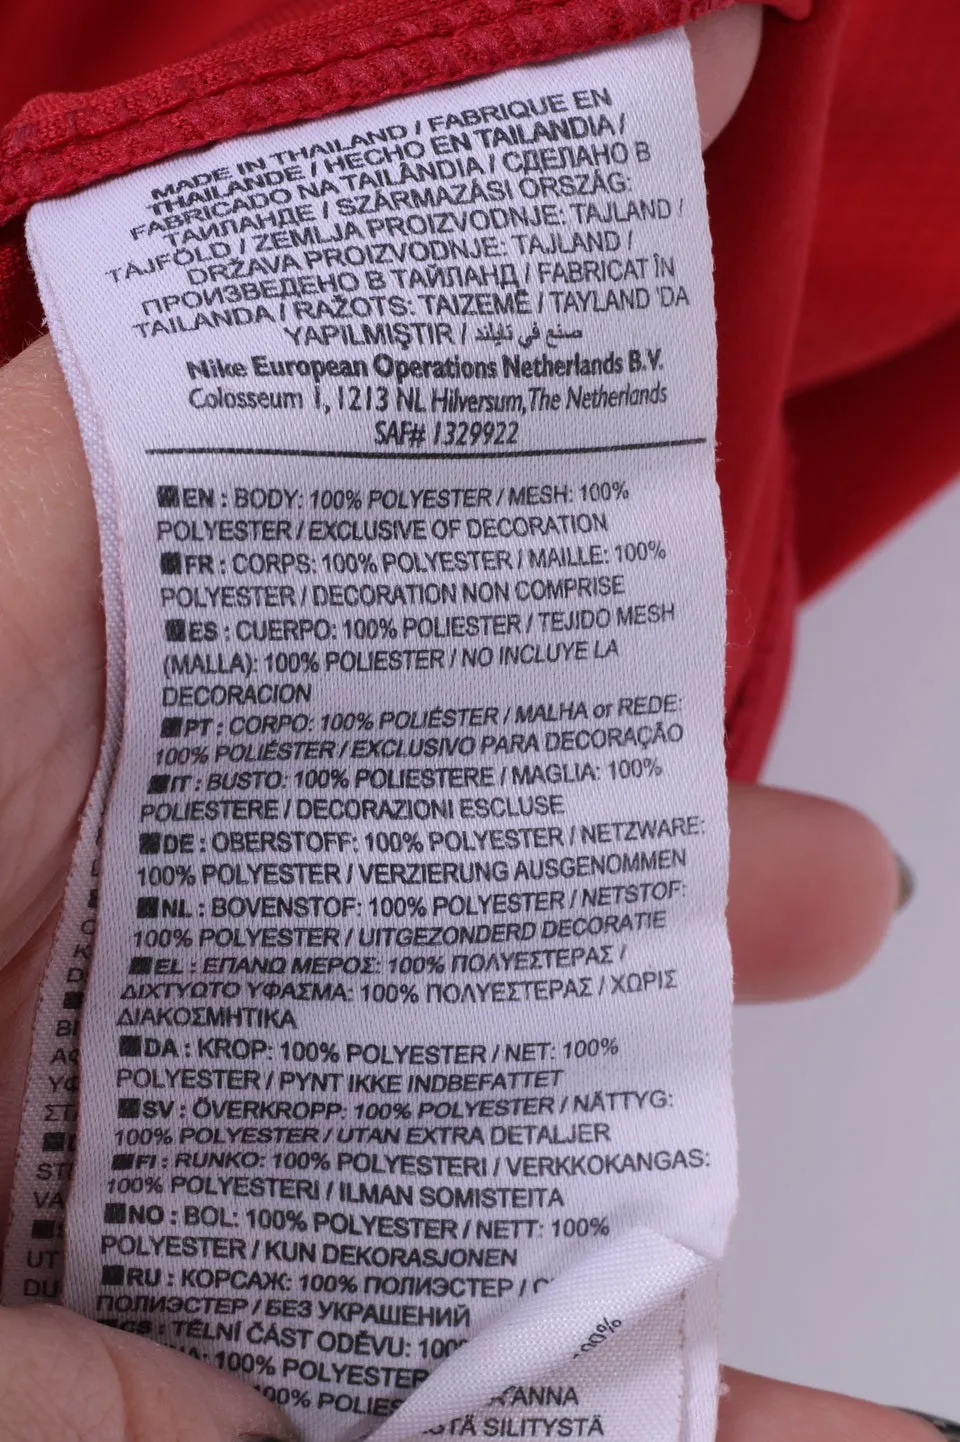 MADE IN THAILAND / FABRIQUE EN
THAILANDE / HECHO EN TAILANDIA /
FABRICADO NA TAILÂNDIA / СДЕЛАНО В
ТАИЛАНДЕ / SZÁRMAZÁSI ORSZÁG:
TAJFÖLD / ZEMLJA PROIZVODNJE: TAJLAND /
DRŽAVA PROIZVODNJE: TAJLAND /
ПРОИЗВЕДЕНО В ТАЙЛАНД / FABRICAT ÎN
TAILANDA / RAŽOTS: TAIZEMĒ / TAYLAND 'DA
YAPILMIŞTIR / صنع في تايلند
Nike European Operations Netherlands B.V.
Colosseum 1, 1213 NL Hilversum, The Netherlands
SAF# 1329922
EN : BODY: 100% POLYESTER / MESH: 100%
POLYESTER / EXCLUSIVE OF DECORATION
FR : CORPS: 100% POLYESTER / MAILLE: 100%
POLYESTER / DECORATION NON COMPRISE
ES : CUERPO: 100% POLIESTER / TEJIDO MESH
(MALLA): 100% POLIESTER / NO INCLUYE LA
DECORACION
PT : CORPO: 100% POLIÉSTER / MALHA or REDE:
100% POLIÉSTER / EXCLUSIVO PARA DECORAÇÃO
IT : BUSTO: 100% POLIESTERE / MAGLIA: 100%
POLIESTERE / DECORAZIONI ESCLUSE
DE : OBERSTOFF: 100% POLYESTER / NETZWARE:
100% POLYESTER / VERZIERUNG AUSGENOMMEN
NL : BOVENSTOF: 100% POLYESTER / NETSTOF:
100% POLYESTER / UITGEZONDERD DECORATIE
EL : ΕΠΑΝΩ ΜΕΡΟΣ: 100% ΠΟΛΥΕΣΤΕΡΑΣ /
ΔΙΧΤΥΩΤΟ ΥΦΑΣΜΑ: 100% ΠΟΛΥΕΣΤΕΡΑΣ / ΧΩΡΙΣ
ΔΙΑΚΟΣΜΗΤΙΚΑ
DA : KROP: 100% POLYESTER / NET: 100%
POLYESTER / PYNT IKKE INDBEFATTET
SV : ÖVERKROPP: 100% POLYESTER / NÄTTYG:
100% POLYESTER / UTAN EXTRA DETALJER
FI : RUNKO: 100% POLYESTERI / VERKKOKANGAS:
100% POLYESTERI / ILMAN SOMISTEITA
NO : BOL: 100% POLYESTER / NETT: 100%
POLYESTER / KUN DEKORASJONEN
RU : КОРСАЖ: 100% ПОЛИЭСТЕР /
ПОЛИЭСТЕР / БЕЗ УКРАШЕНИЙ
CS : TĚLNÍ ČÁST ODĚVU:
100% POLYESTER
100%
SILITYSTÄ